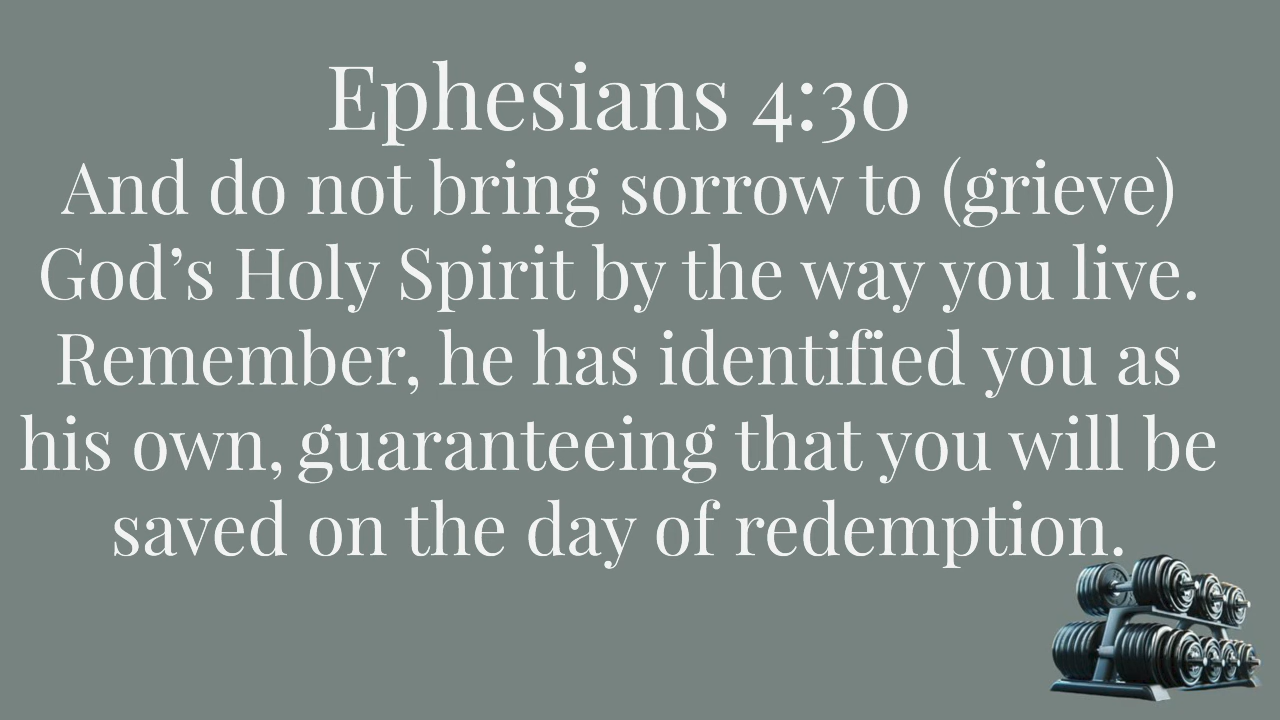 Ephesians 4:30
And do not bring sorrow to (grieve)
God’s Holy Spirit by the way you live.
Remember, he has identified you as
his own, guaranteeing that you will be
saved on the day of redemption.